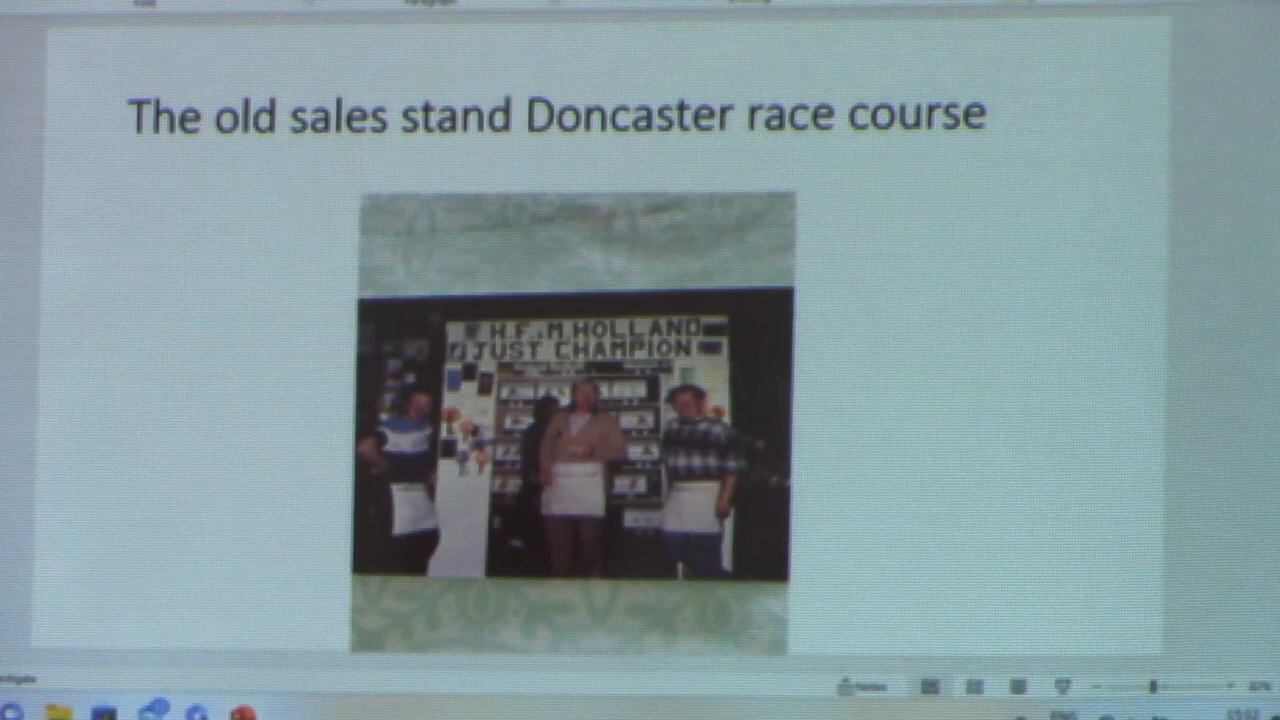 The old sales stand Doncaster race course
H.F. & M. HOLLAND
JUST CHAMPION